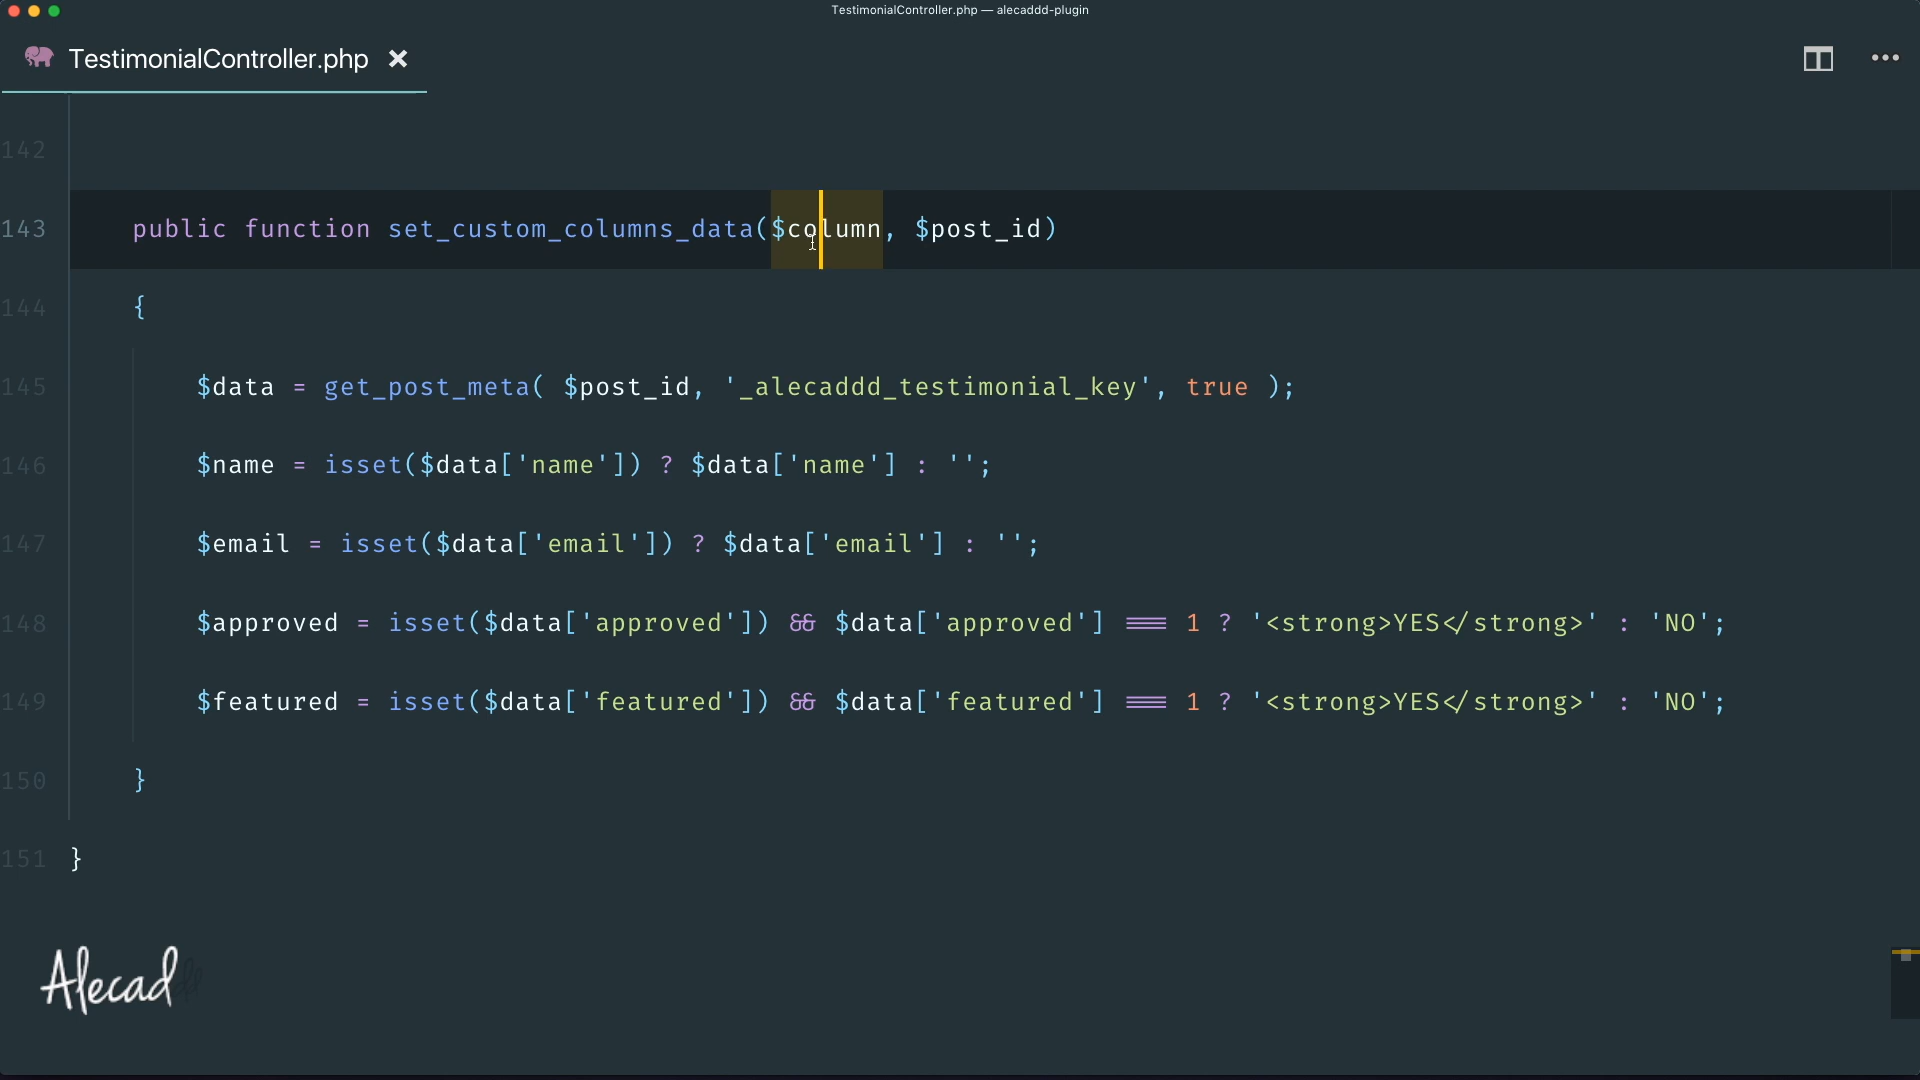 TestimonialController.php — alecaddd-plugin
TestimonialController.php
142
143 public function set_custom_columns_data($column, $post_id)
144 {
145 $data = get_post_meta( $post_id, '_alecaddd_testimonial_key', true );
146 $name = isset($data['name']) ? $data['name'] : '';
147 $email = isset($data['email']) ? $data['email'] : '';
148 $approved = isset($data['approved']) && $data['approved'] === 1 ? '<strong>YES</strong>' : 'NO';
149 $featured = isset($data['featured']) && $data['featured'] === 1 ? '<strong>YES</strong>' : 'NO';
150 }
151 }
Alecad